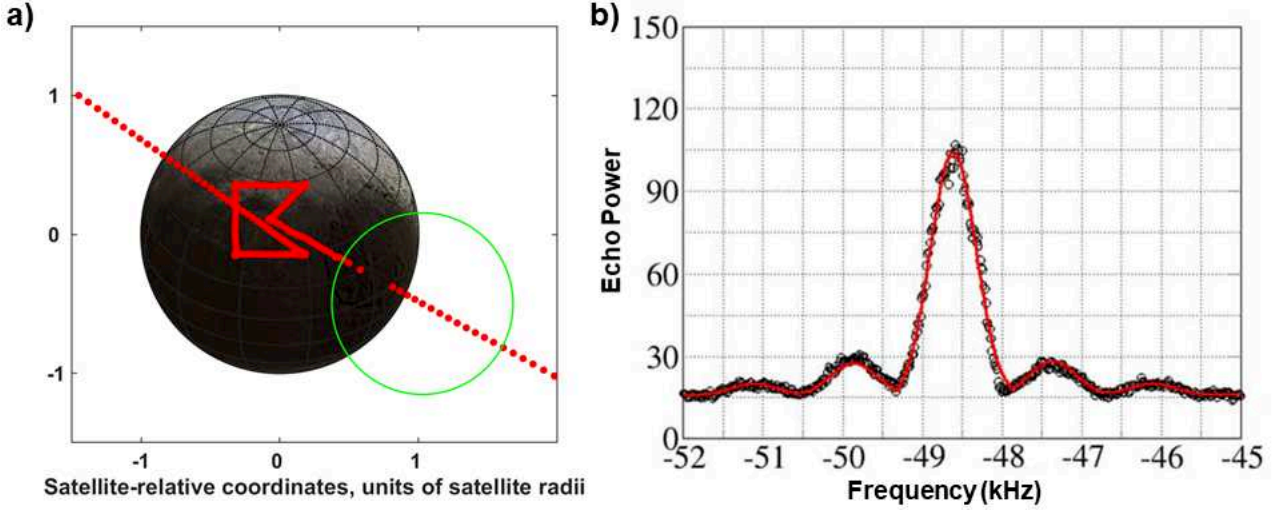 a)
1
0
-1
-1
0
1
Satellite-relative coordinates, units of satellite radii
b)
150
120
90
60
30
0
Echo Power
-52 -51 -50 -49 -48 -47 -46 -45
Frequency (kHz)